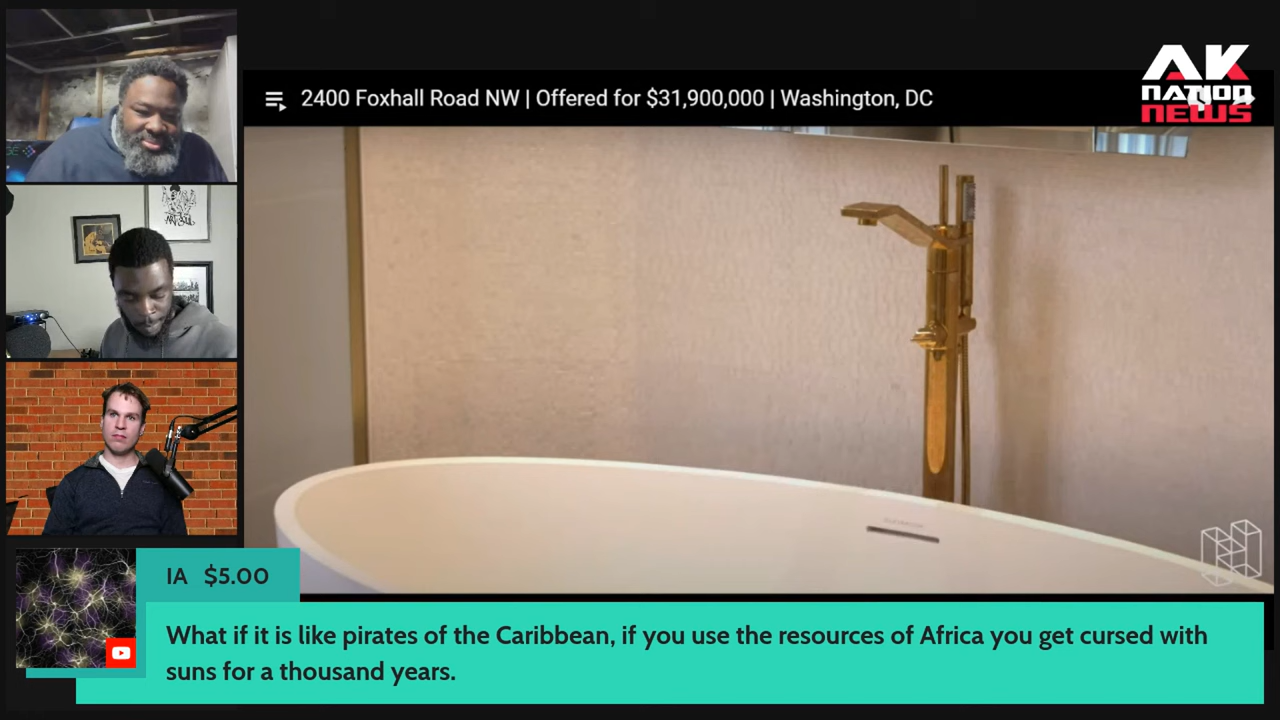 2400 Foxhall Road NW | Offered for $31,900,000 | Washington, DC
AK
NATION
NEWS
IA $5.00
What if it is like pirates of the Caribbean, if you use the resources of Africa you get cursed with
suns for a thousand years.